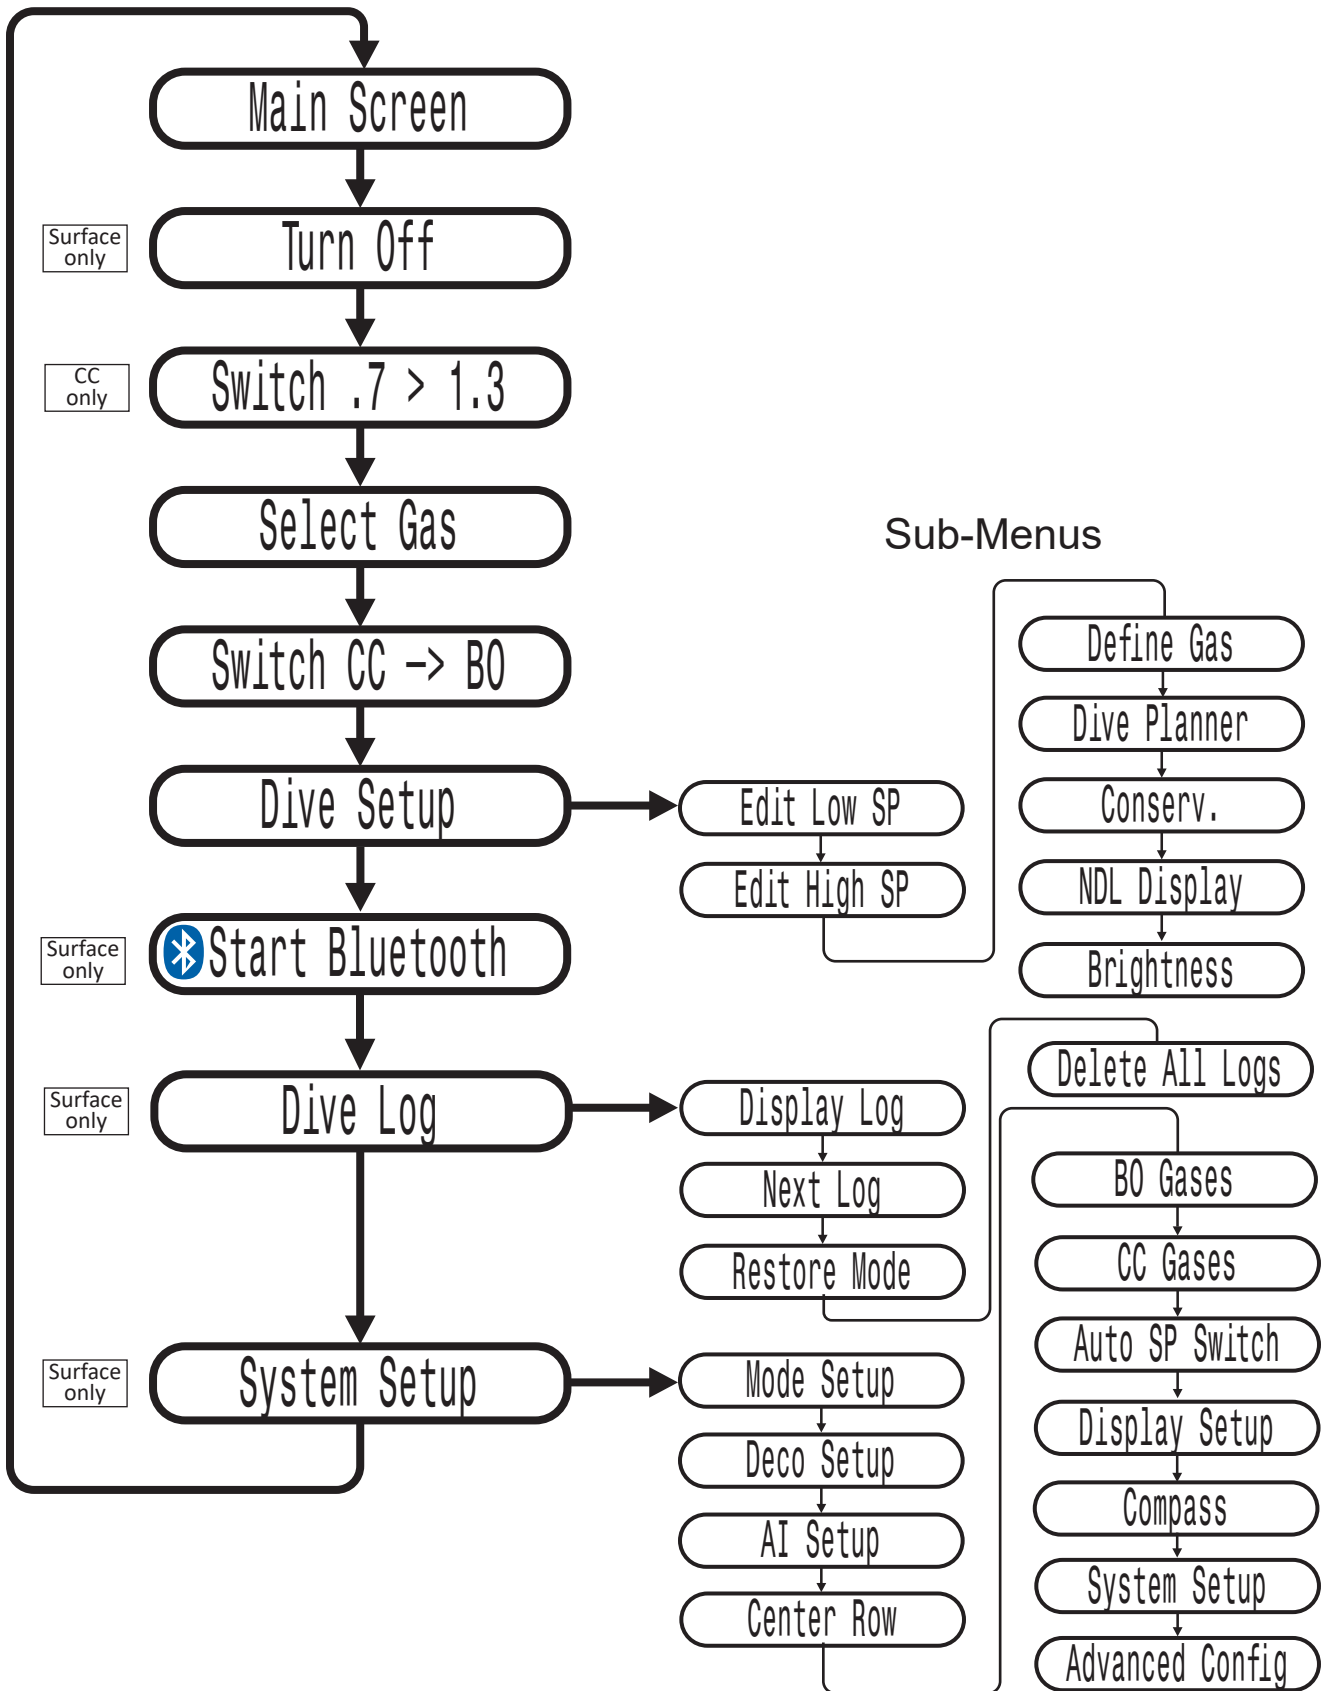 Main Screen
Surface
only
Turn Off
CC
only
Switch .7 > 1.3
Select Gas
Switch CC -> BO
Dive Setup
Surface
only
Start Bluetooth
Surface
only
Dive Log
Surface
only
System Setup
Sub-Menus
Edit Low SP
Edit High SP
Define Gas
Dive Planner
Conserv.
NDL Display
Brightness
Display Log
Next Log
Restore Mode
Delete All Logs
Mode Setup
Deco Setup
AI Setup
Center Row
BO Gases
CC Gases
Auto SP Switch
Display Setup
Compass
System Setup
Advanced Config